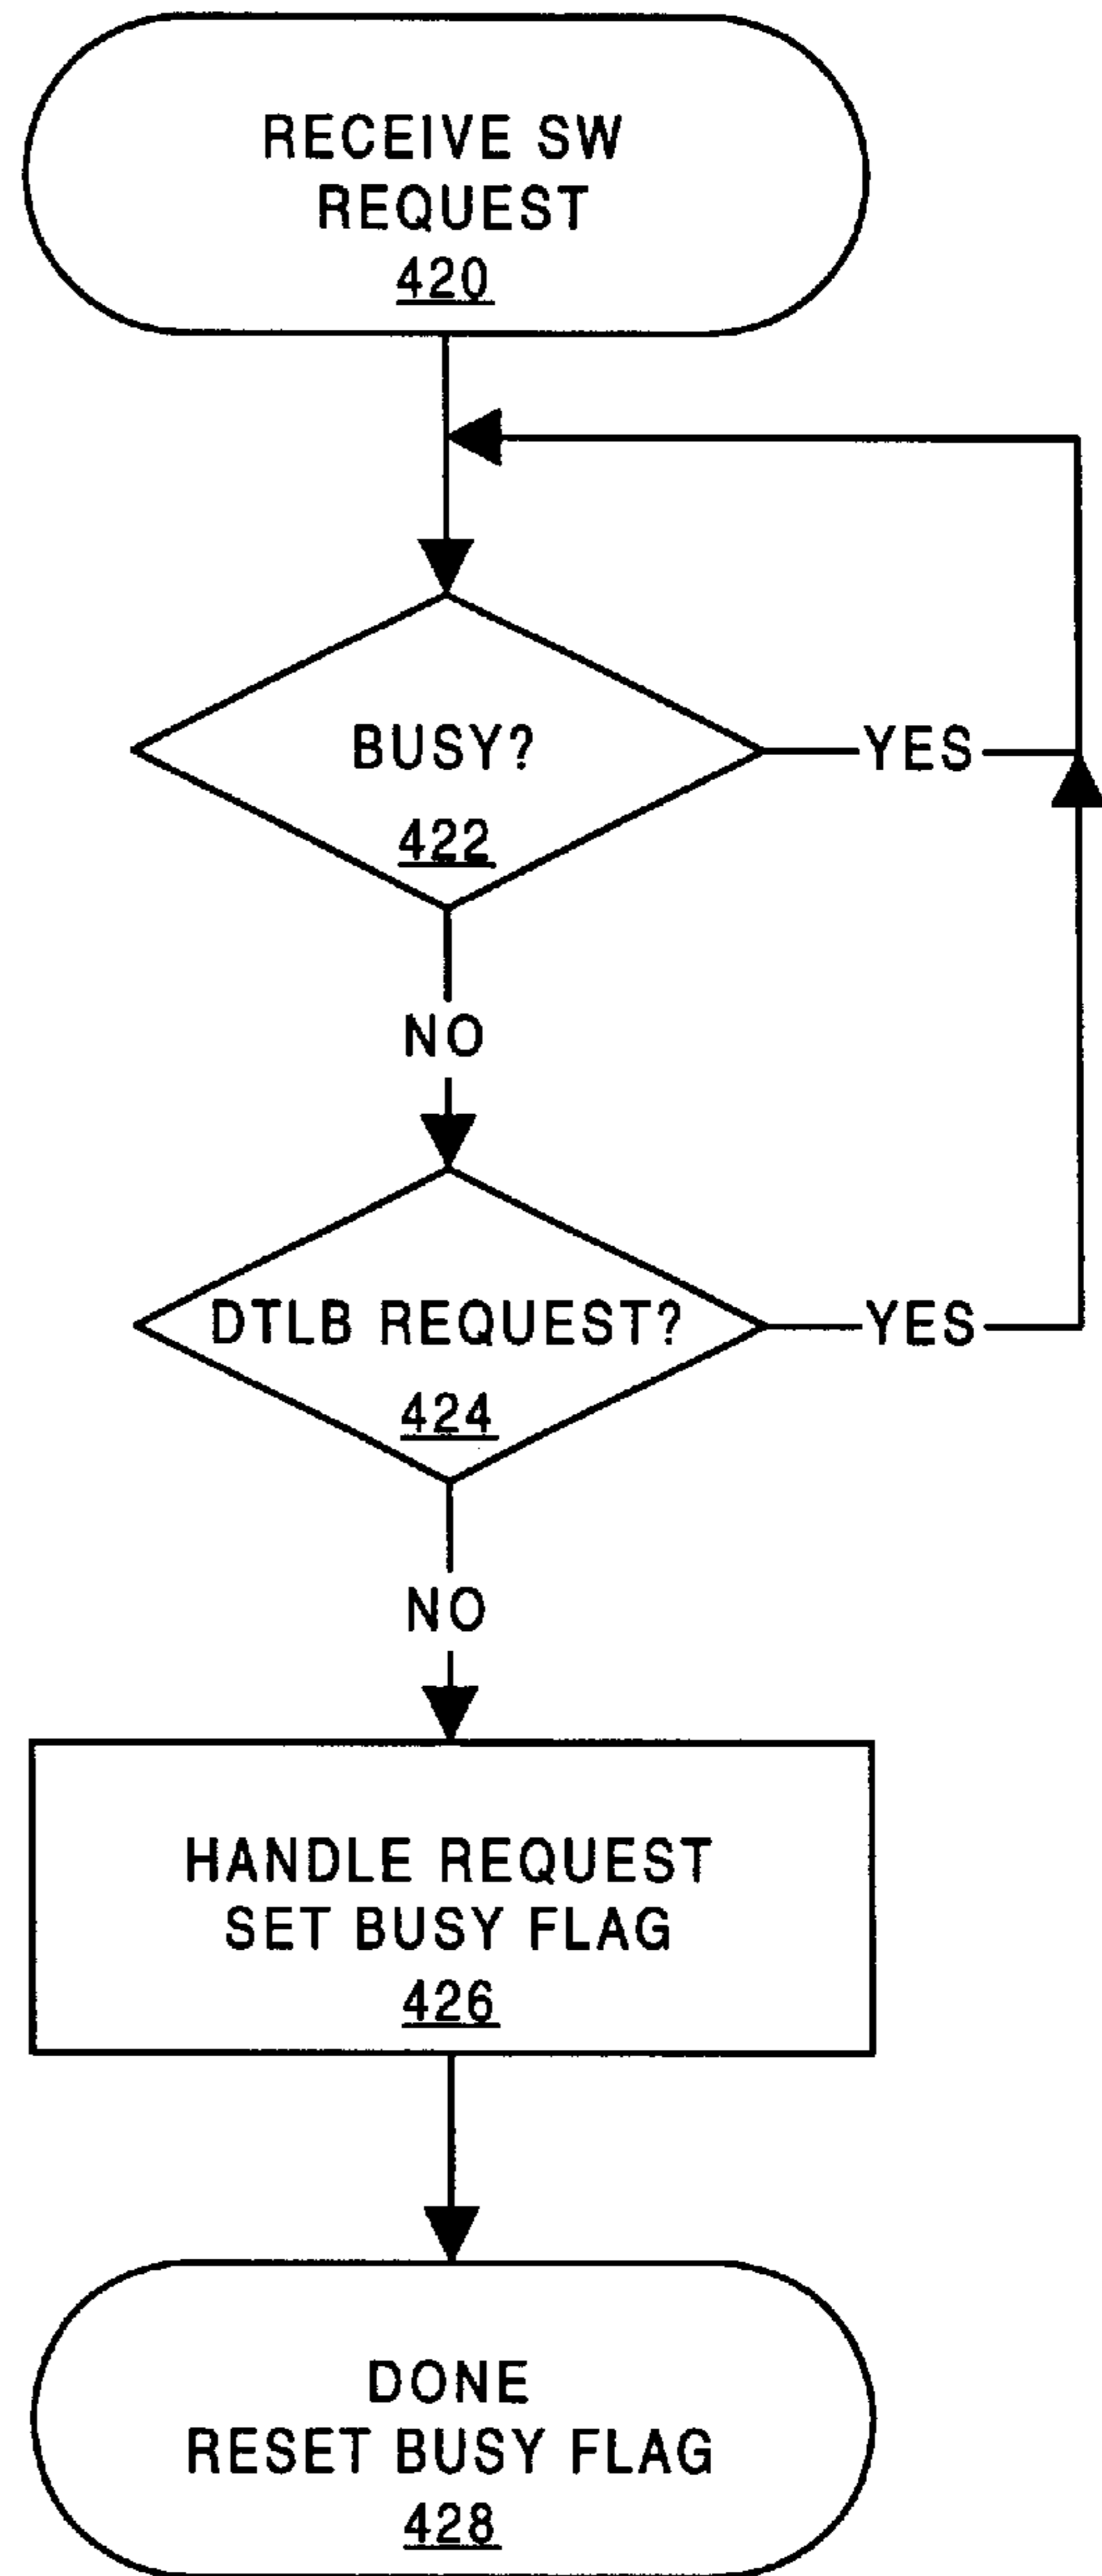 RECEIVE SW
REQUEST
420
BUSY?
YES
422
NO
DTLB REQUEST?
YES
424
NO
HANDLE REQUEST
SET BUSY FLAG
426
DONE
RESET BUSY FLAG
428